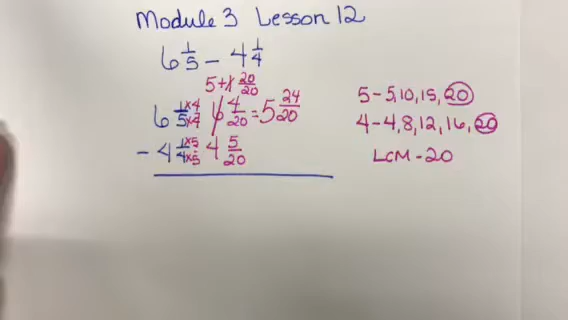 Module 3 Lesson 12
6 1/5 - 4 1/4
5 + 1 20/20
6 1×4/5×4 6 4/20 = 5 24/20
- 4 1×5/4×5 4 5/20
5 - 5, 10, 15, 20
4 - 4, 8, 12, 16, 20
LCM - 20